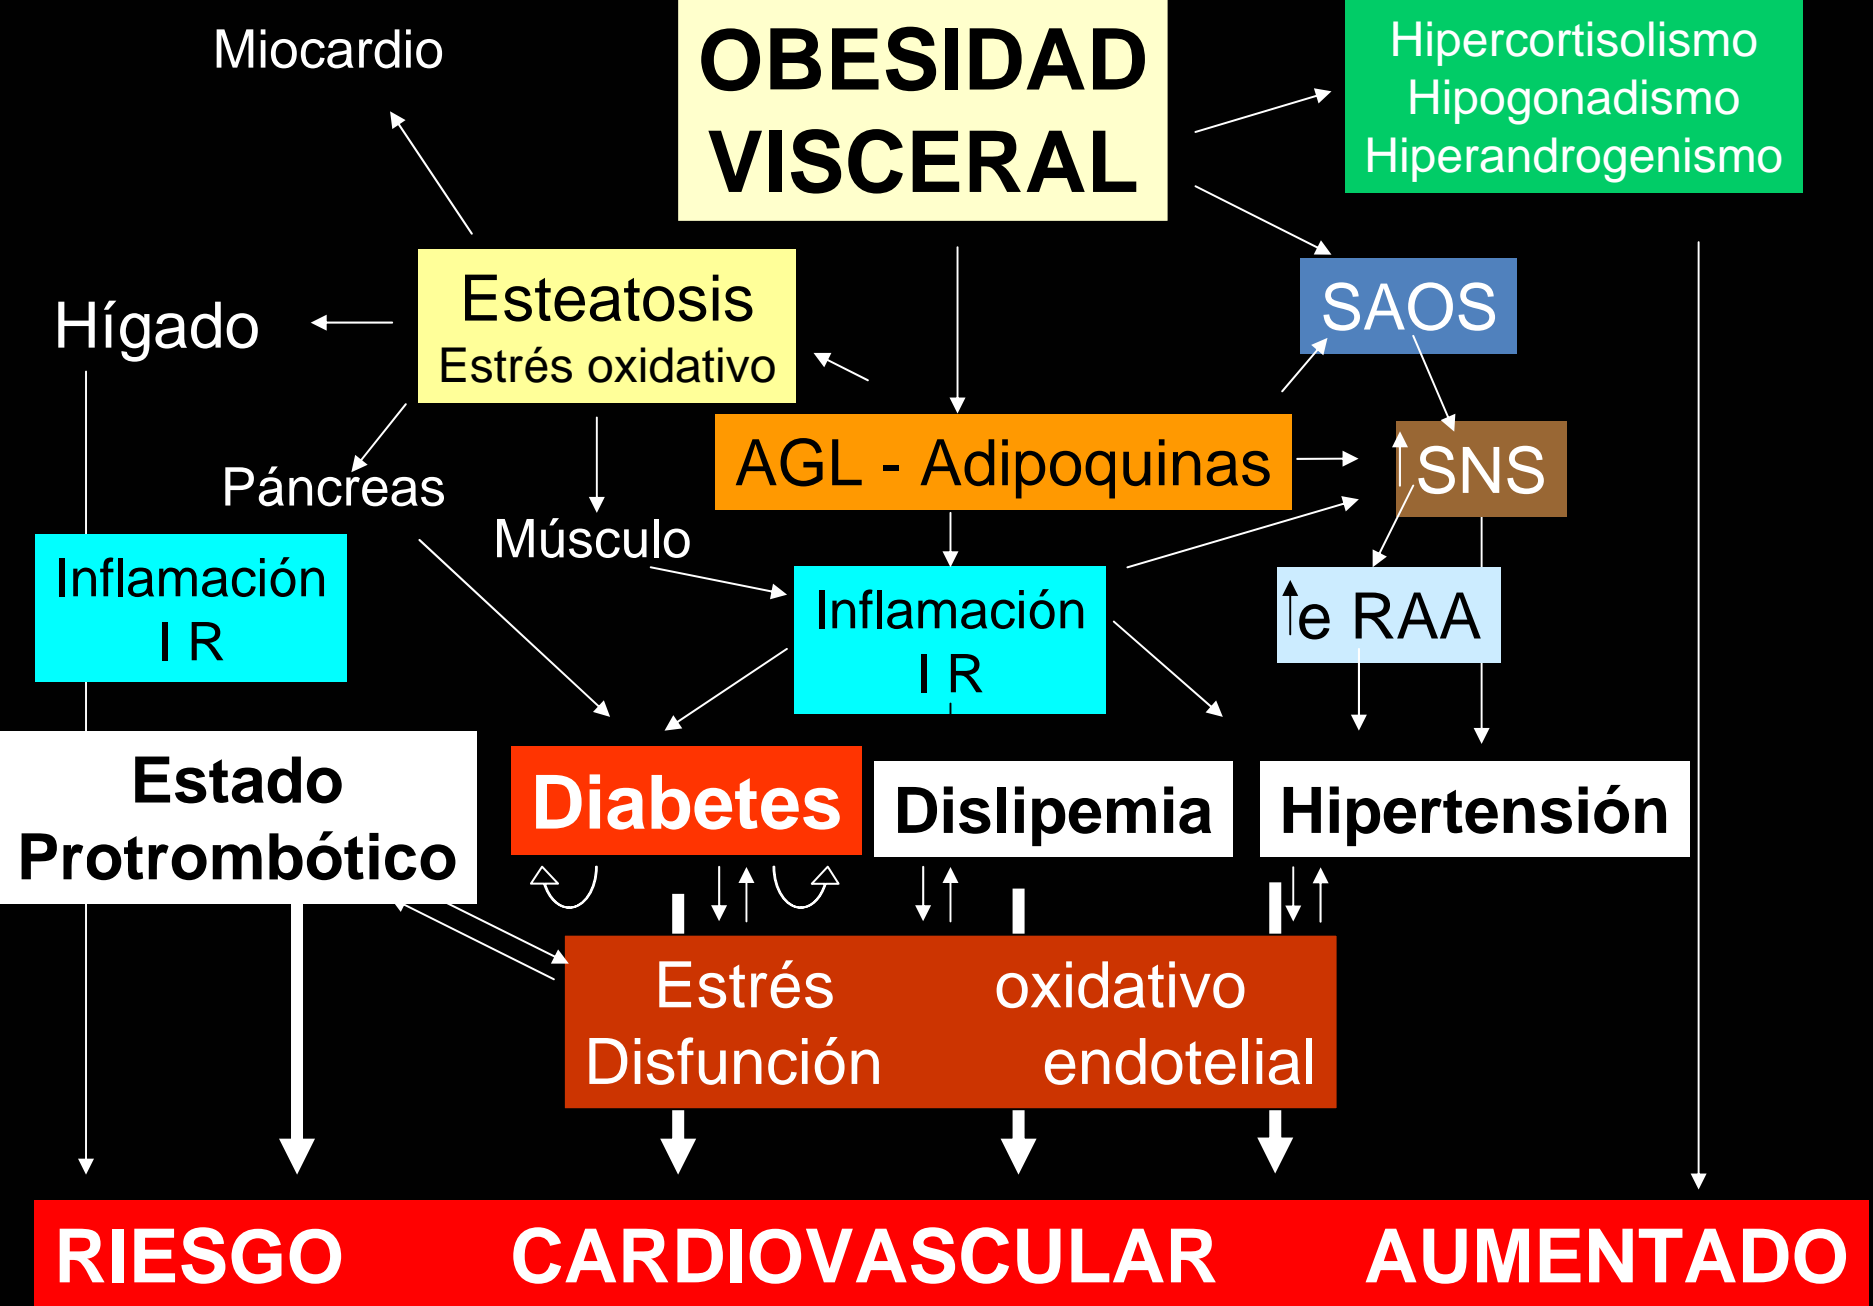 Miocardio
OBESIDAD
VISCERAL
Hipercortisolismo
Hipogonadismo
Hiperandrogenismo
Hígado
Esteatosis
Estrés oxidativo
SAOS
AGL - Adipoquinas
SNS
Páncreas
Músculo
Inflamación
I R
Inflamación
I R
e RAA
Estado
Protrombótico
Diabetes
Dislipemia
Hipertensión
Estrés oxidativo
Disfunción endotelial
RIESGO CARDIOVASCULAR AUMENTADO